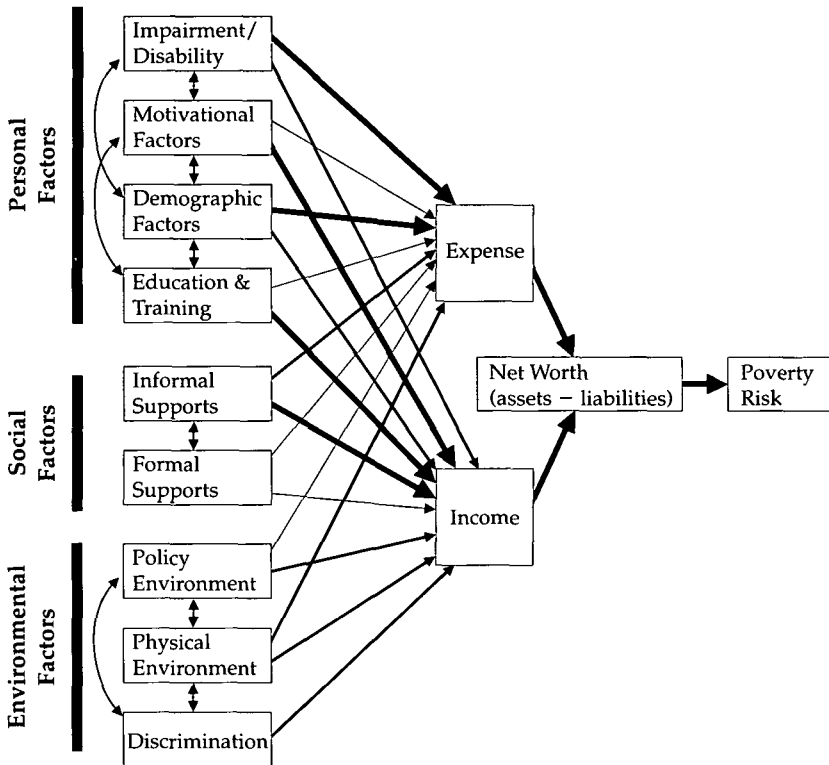 Personal
Factors
Impairment/
Disability
Motivational
Factors
Demographic
Factors
Education &
Training
Social
Factors
Informal
Supports
Formal
Supports
Environmental
Factors
Policy
Environment
Physical
Environment
Discrimination
Expense
Income
Net Worth
(assets – liabilities)
Poverty
Risk